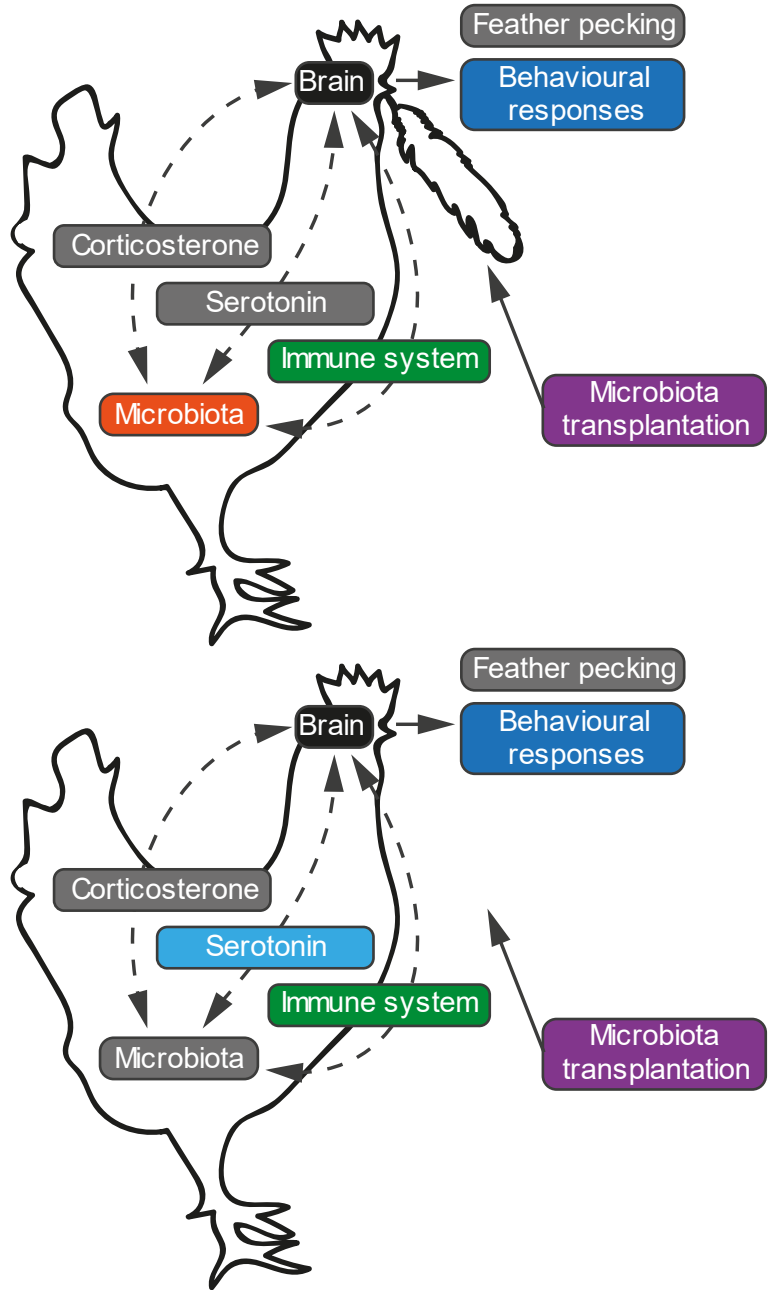 Feather pecking
Brain
Behavioural
responses
Corticosterone
Serotonin
Immune system
Microbiota
Microbiota
transplantation
Feather pecking
Brain
Behavioural
responses
Corticosterone
Serotonin
Immune system
Microbiota
Microbiota
transplantation